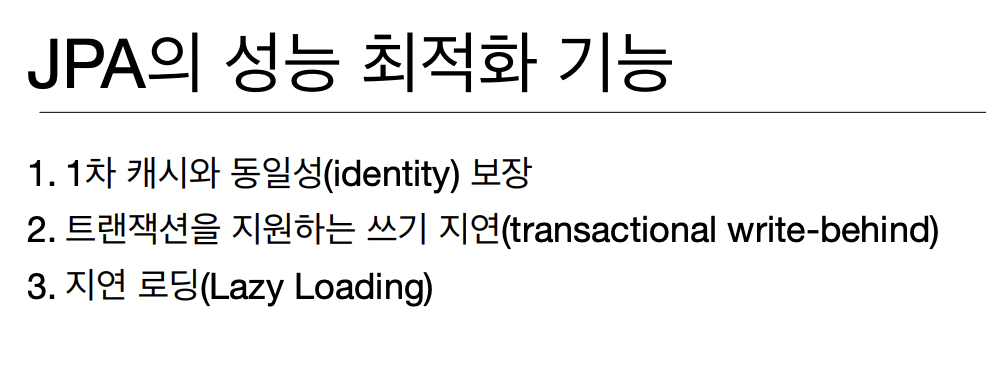 JPA의 성능 최적화 기능
1. 1차 캐시와 동일성(identity) 보장
2. 트랜잭션을 지원하는 쓰기 지연(transactional write-behind)
3. 지연 로딩(Lazy Loading)